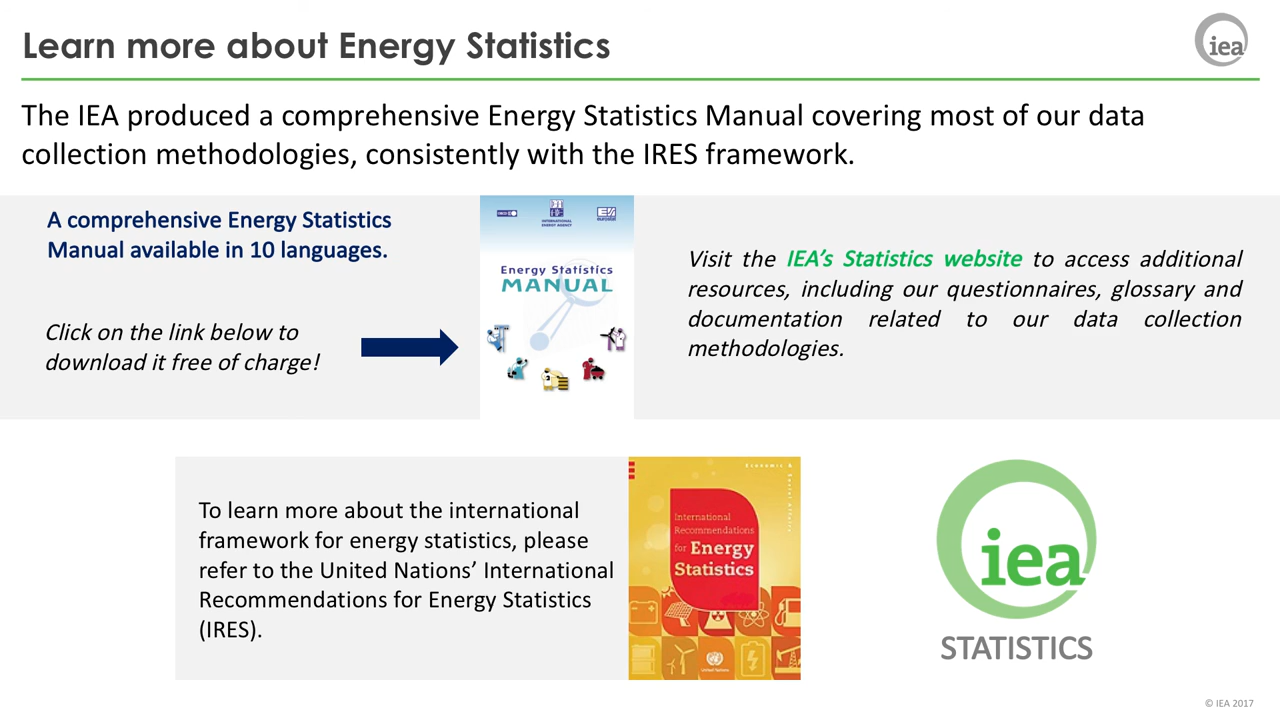 Learn more about Energy Statistics
iea
The IEA produced a comprehensive Energy Statistics Manual covering most of our data
collection methodologies, consistently with the IRES framework.
A comprehensive Energy Statistics
Manual available in 10 languages.
Click on the link below to
download it free of charge!
INTERNATIONAL
ENERGY AGENCY
Energy Statistics
MANUAL
Visit the IEA’s Statistics website to access additional
resources, including our questionnaires, glossary and
documentation related to our data collection
methodologies.
To learn more about the international
framework for energy statistics, please
refer to the United Nations’ International
Recommendations for Energy Statistics
(IRES).
Economic &
Social Affairs
International
Recommendations
for Energy
Statistics
United Nations
iea
STATISTICS
© IEA 2017